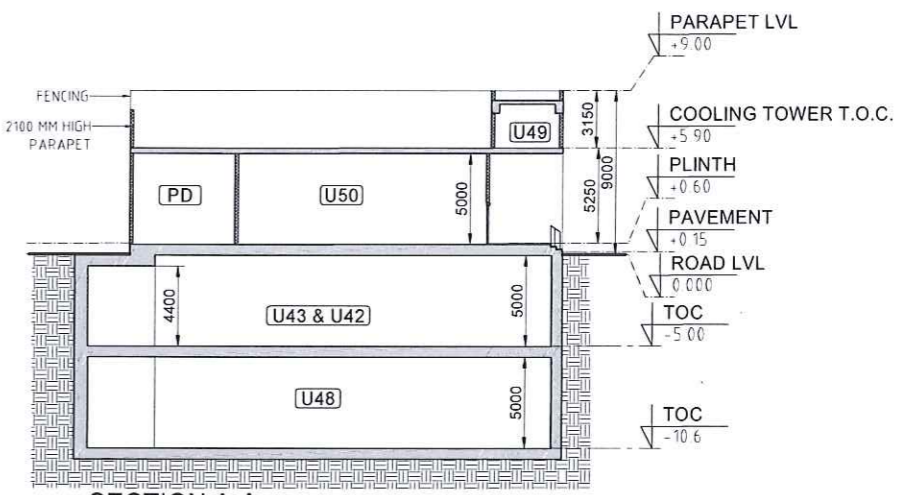 PARAPET LVL
+9.00
FENCING
2100 MM HIGH
PARAPET
U49
3150
COOLING TOWER T.O.C.
+5.90
9000
PLINTH
+0.60
PD
U50
5000
5250
PAVEMENT
+0.15
ROAD LVL
0.000
4400
U43 & U42
5000
TOC
-5.00
U48
5000
TOC
-10.6